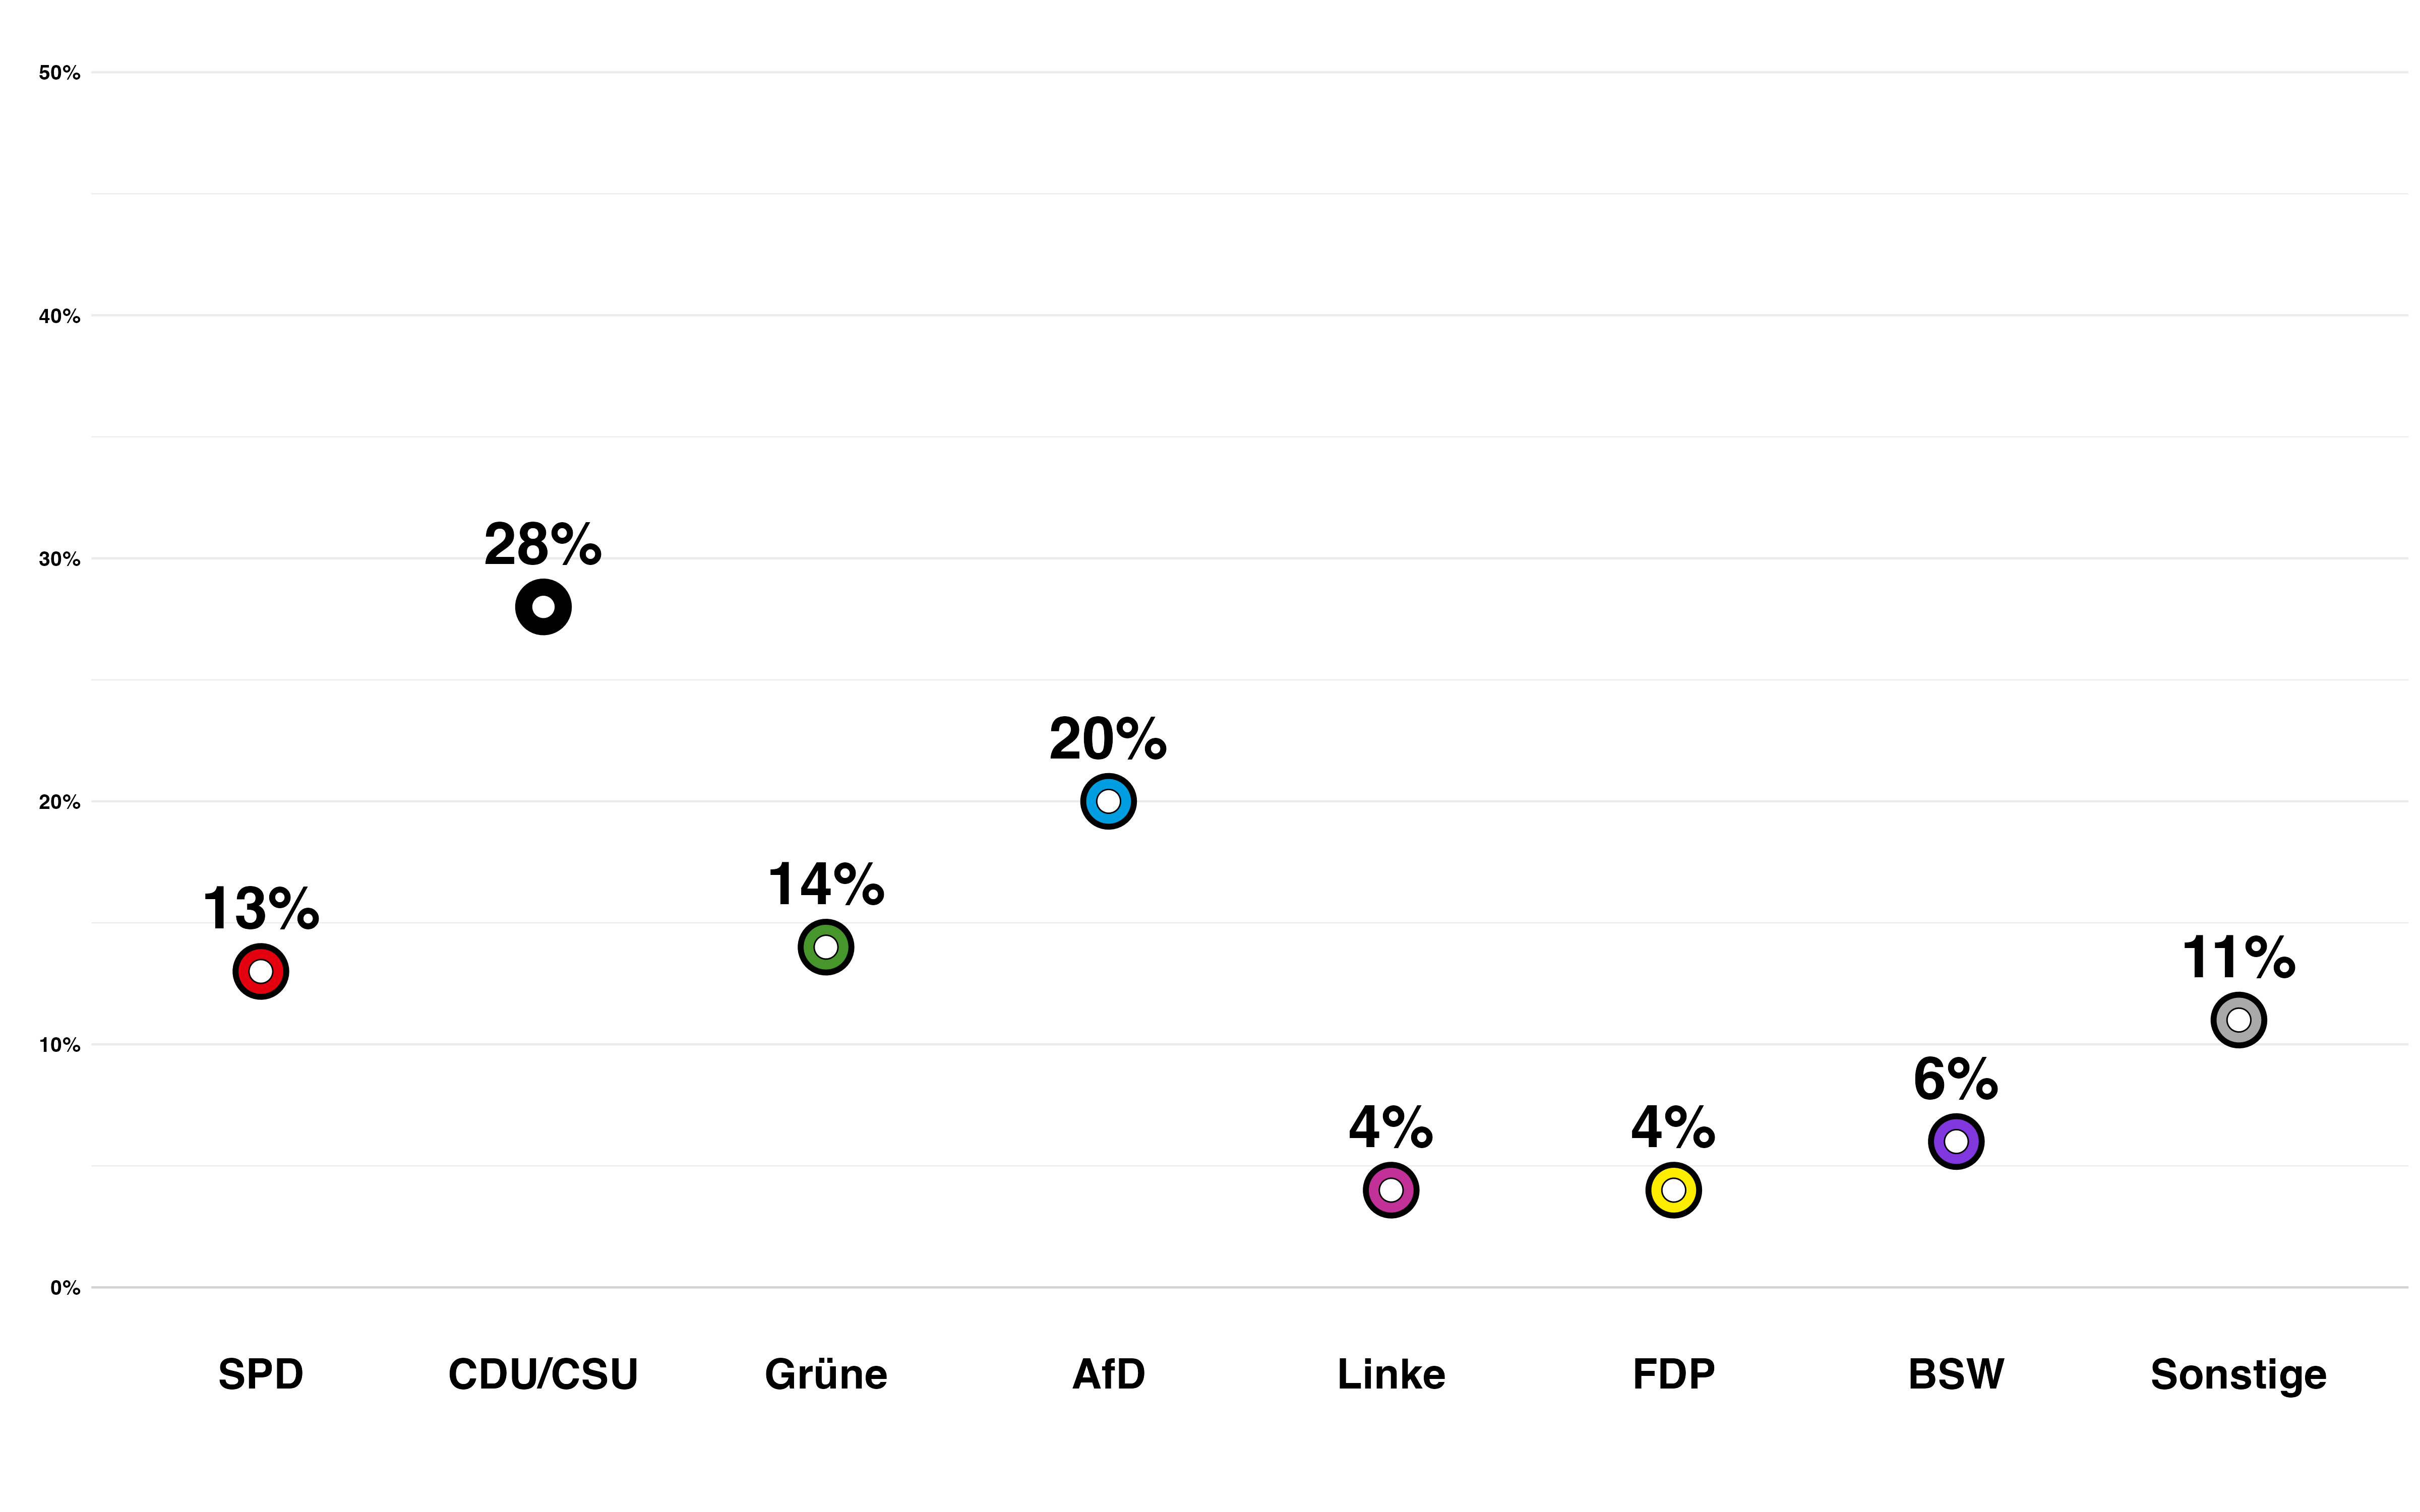 50%
40%
30%
20%
10%
0%
13%
28%
14%
20%
4%
4%
6%
11%
SPD
CDU/CSU
Grüne
AfD
Linke
FDP
BSW
Sonstige